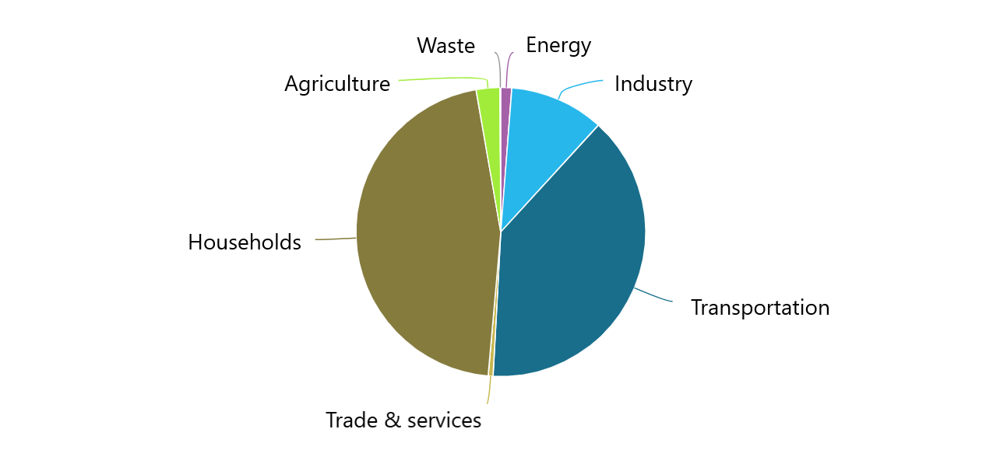 Waste
Energy
Agriculture
Industry
Households
Transportation
Trade & services